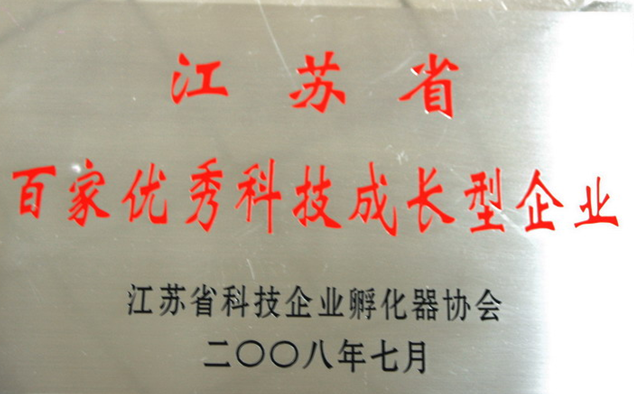 江苏省
百家优秀科技成长型企业
江苏省科技企业孵化器协会
二〇〇八年七月